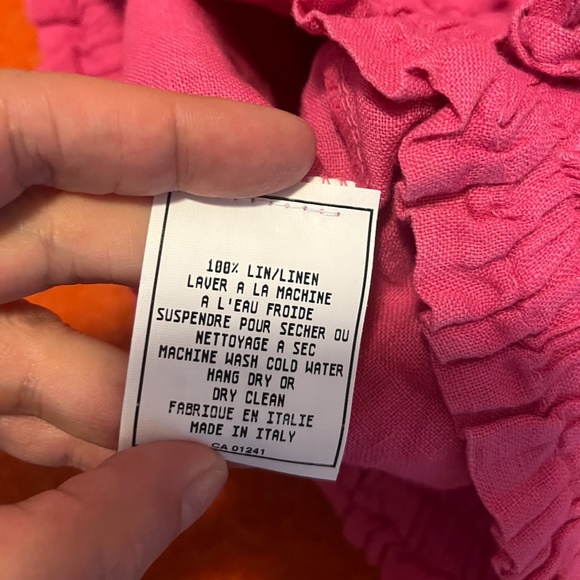 100% LIN/LINEN
LAVER A LA MACHINE
A L'EAU FROIDE
SUSPENDRE POUR SECHER OU
NETTOYAGE A SEC
MACHINE WASH COLD WATER
HANG DRY OR
DRY CLEAN
FABRIQUE EN ITALIE
MADE IN ITALY
CA 01241